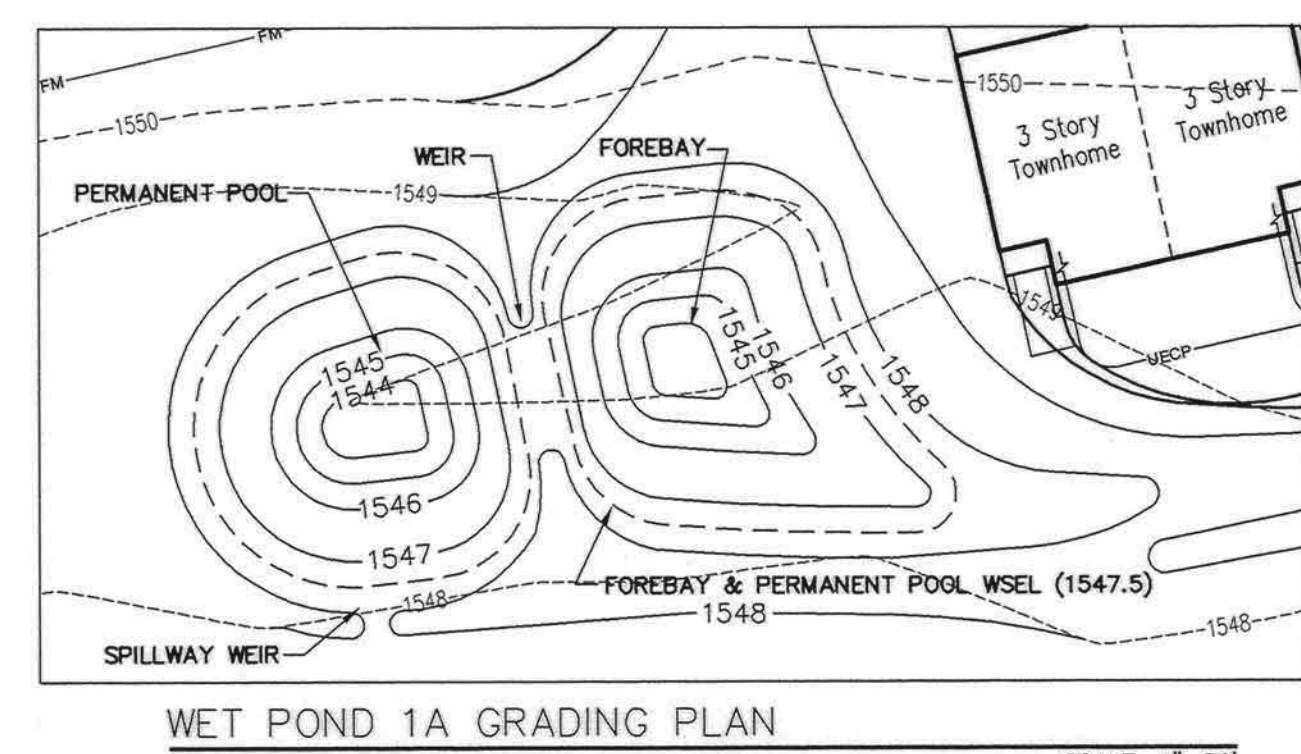 FM
FM
1550
1550
3 Story
Townhome
3 Story
Townhome
WEIR
FOREBAY
PERMANENT POOL
1549
1549
1545
1544
1545
1546
1547
1548
UECP
1546
1547
1548
FOREBAY & PERMANENT POOL WSEL (1547.5)
1548
1548
SPILLWAY WEIR
WET POND 1A GRADING PLAN